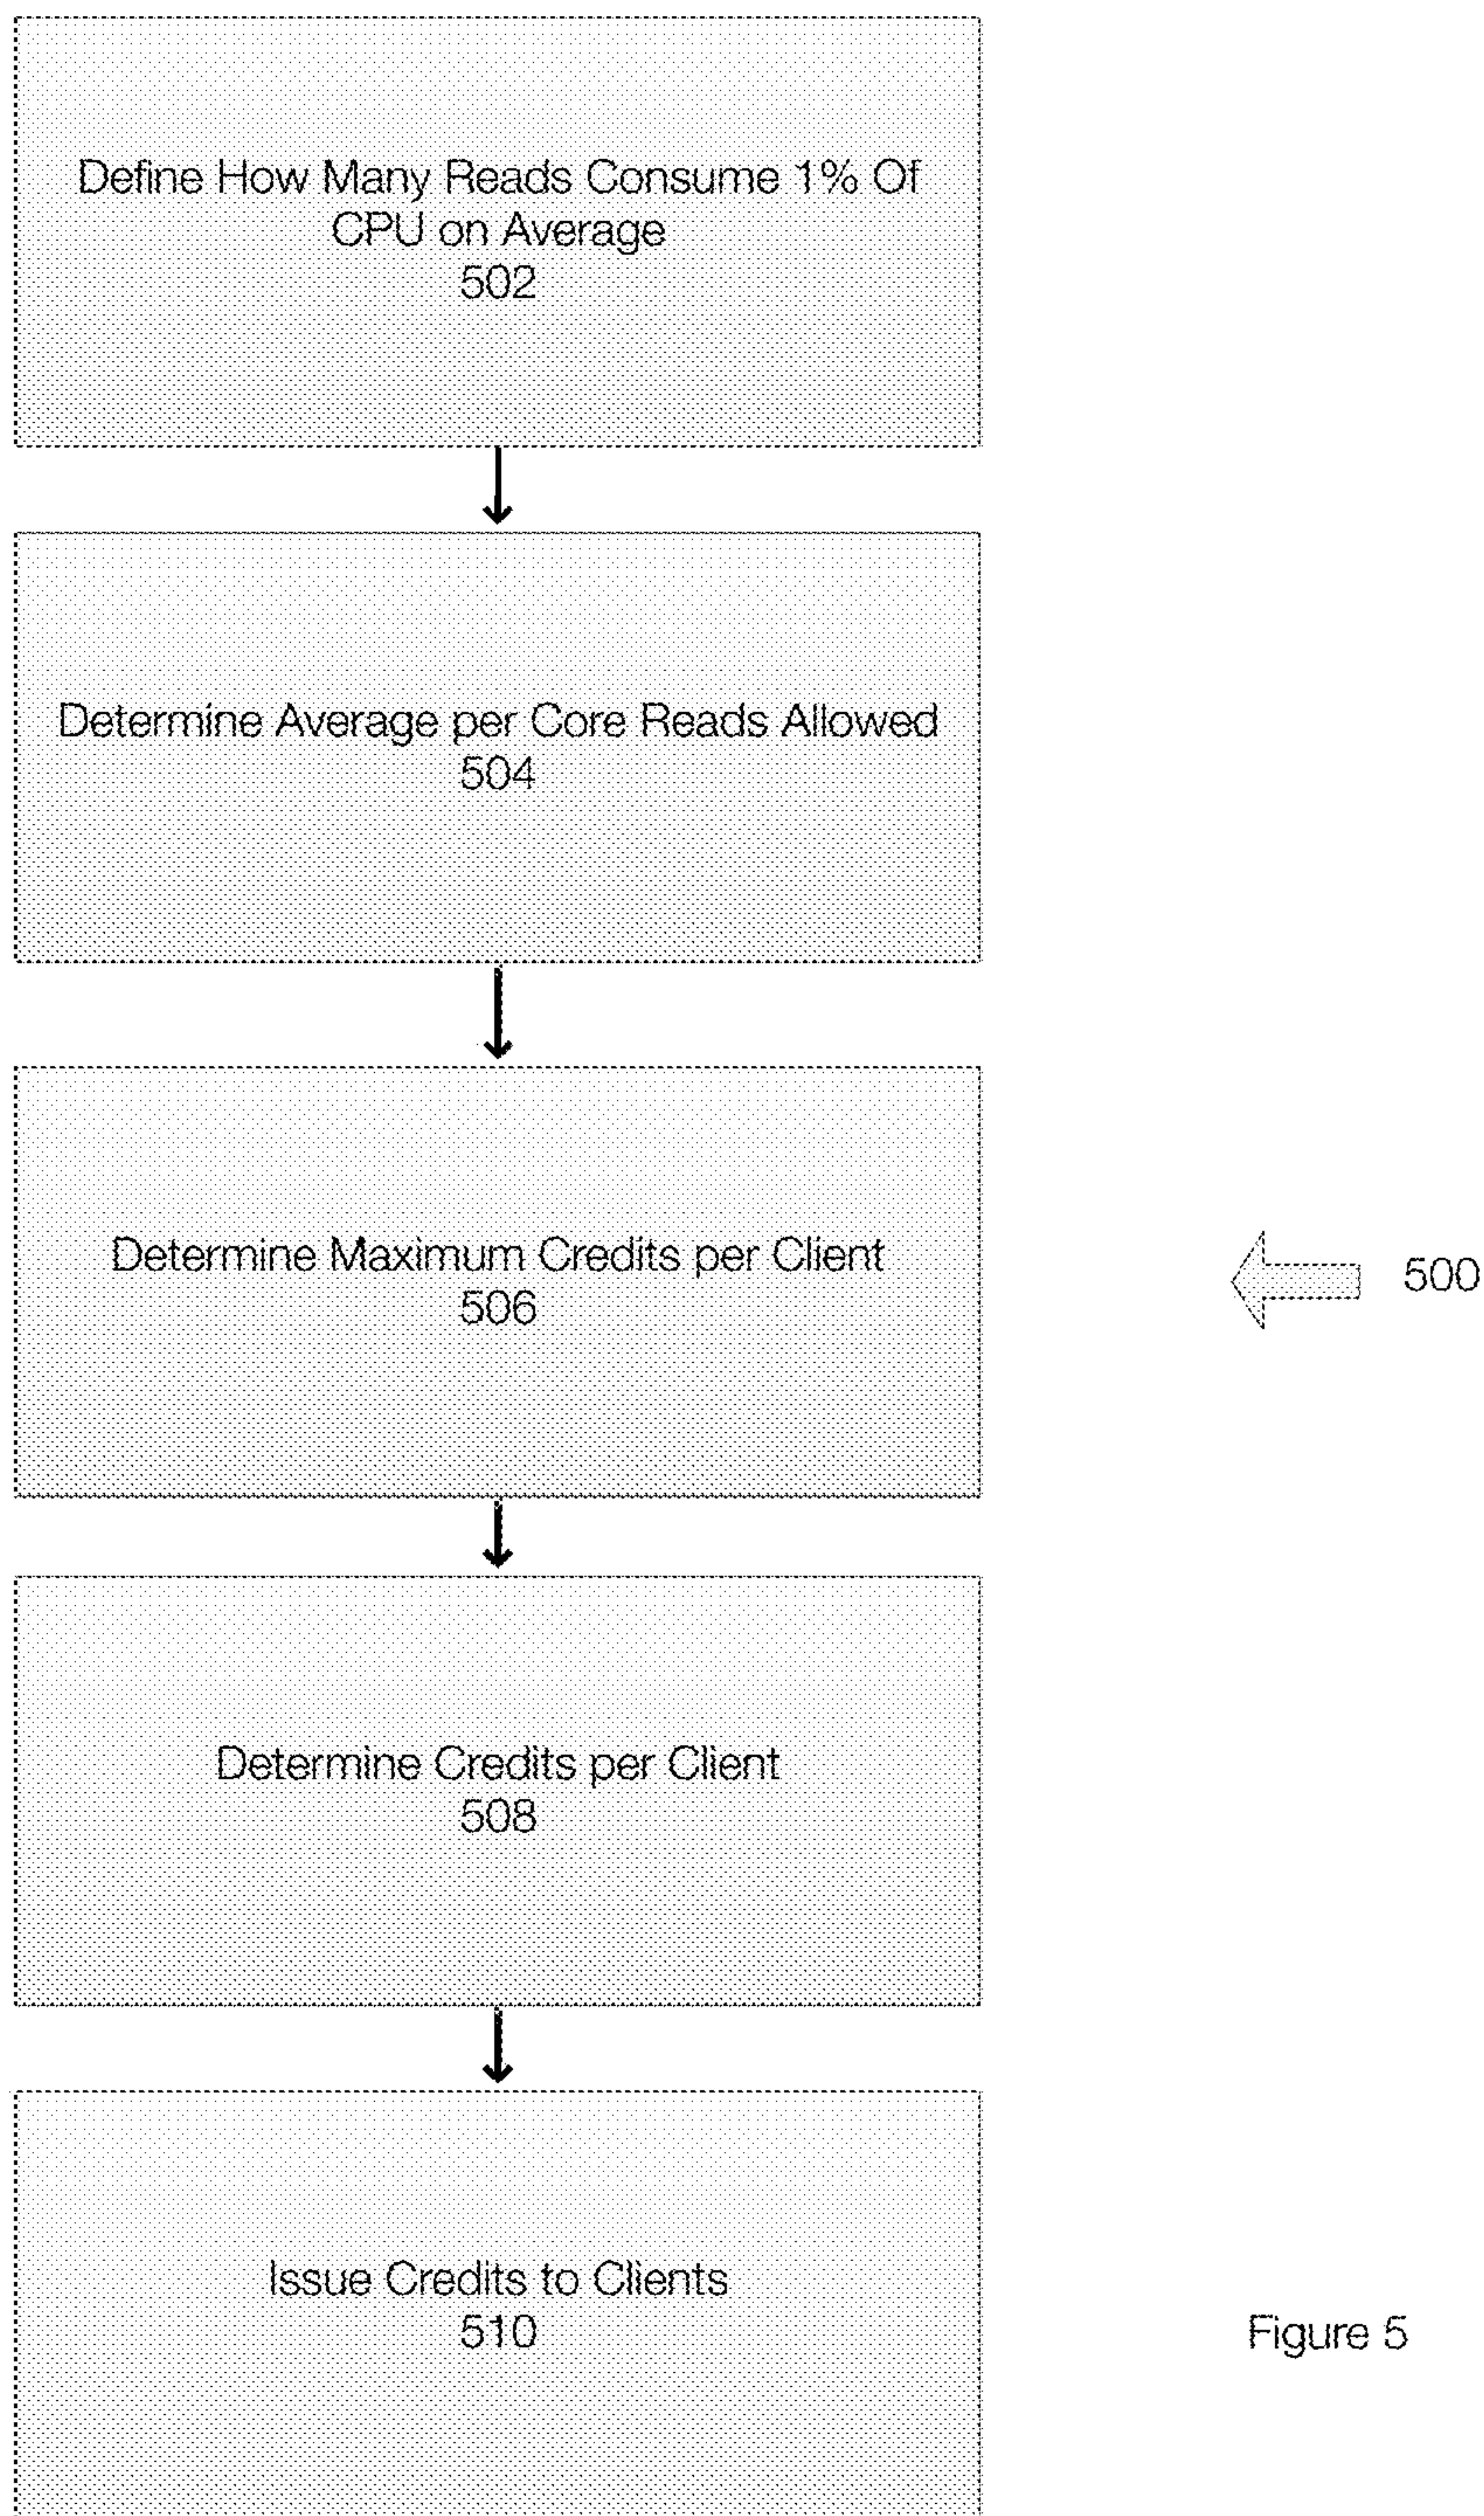 Define How Many Reads Consume 1% Of
CPU on Average
502
Determine Average per Core Reads Allowed
504
Determine Maximum Credits per Client
506
500
Determine Credits per Client
508
Issue Credits to Clients
510
Figure 5